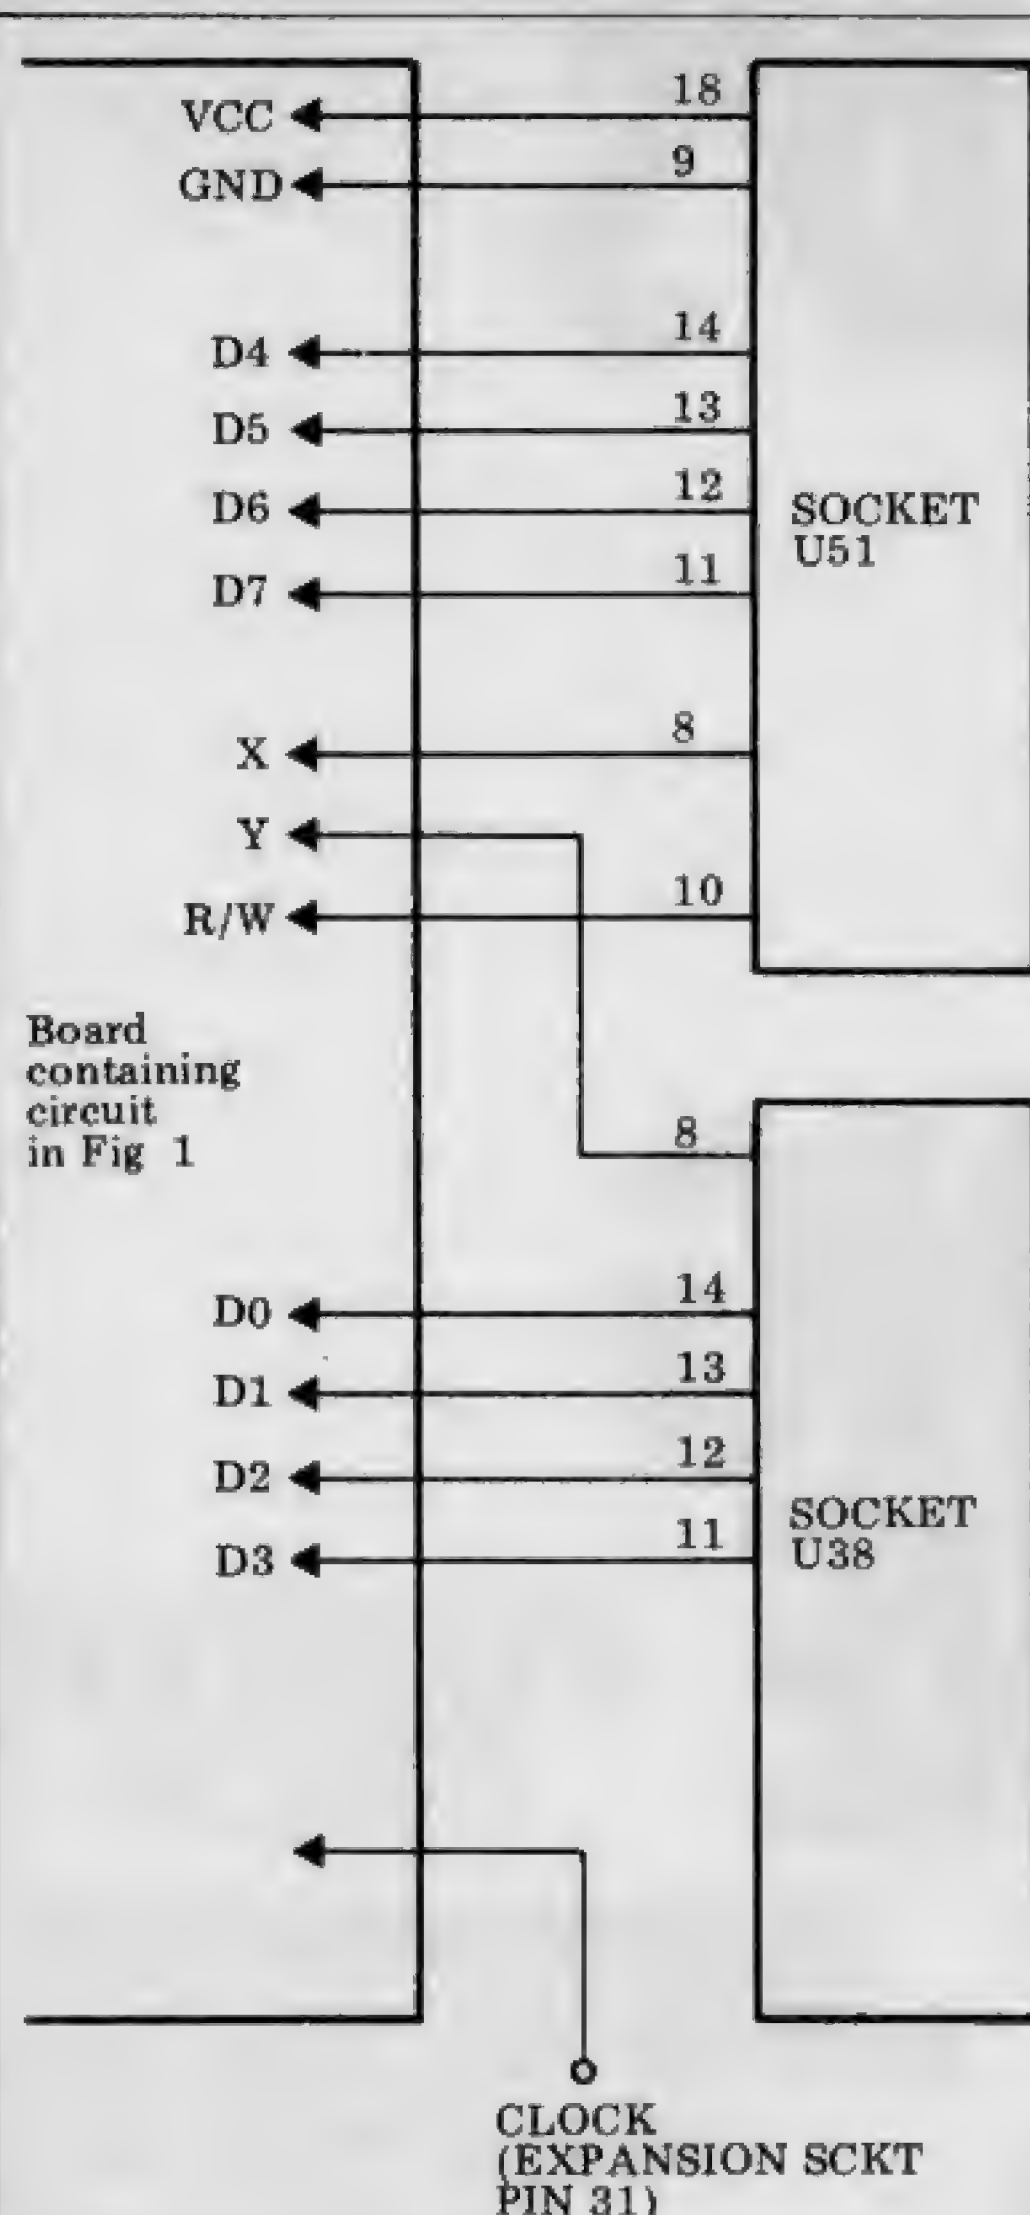 VCC 18
GND 9
D4 14
D5 13
D6 12
D7 11
SOCKET
U51
X 8
Y
R/W 10
Board
containing
circuit
in Fig 1
8
D0 14
D1 13
D2 12
D3 11
SOCKET
U38
CLOCK
(EXPANSION SCKT
PIN 31)